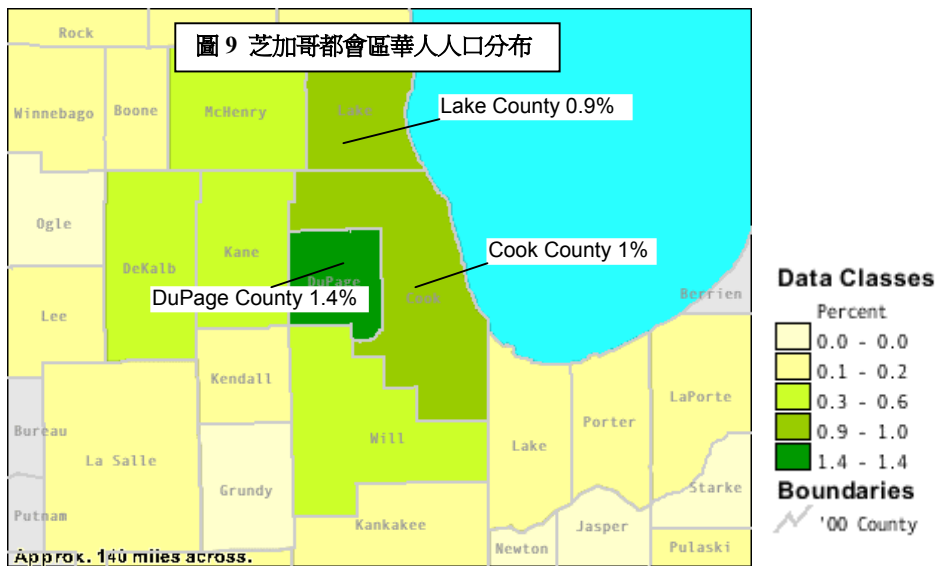 圖 9 芝加哥都會區華人人口分布
Rock
Winnebago
Boone
McHenry
Lake
Lake County 0.9%
Ogle
DeKalb
Kane
DuPage
Cook
Cook County 1%
DuPage County 1.4%
Berrien
Lee
Kendall
LaPorte
Porter
Lake
Bureau
La Salle
Will
Grundy
Starke
Putnam
Kankakee
Jasper
Newton
Pulaski
Approx. 140 miles across.
Data Classes
Percent
0.0 - 0.0
0.1 - 0.2
0.3 - 0.6
0.9 - 1.0
1.4 - 1.4
Boundaries
'00 County